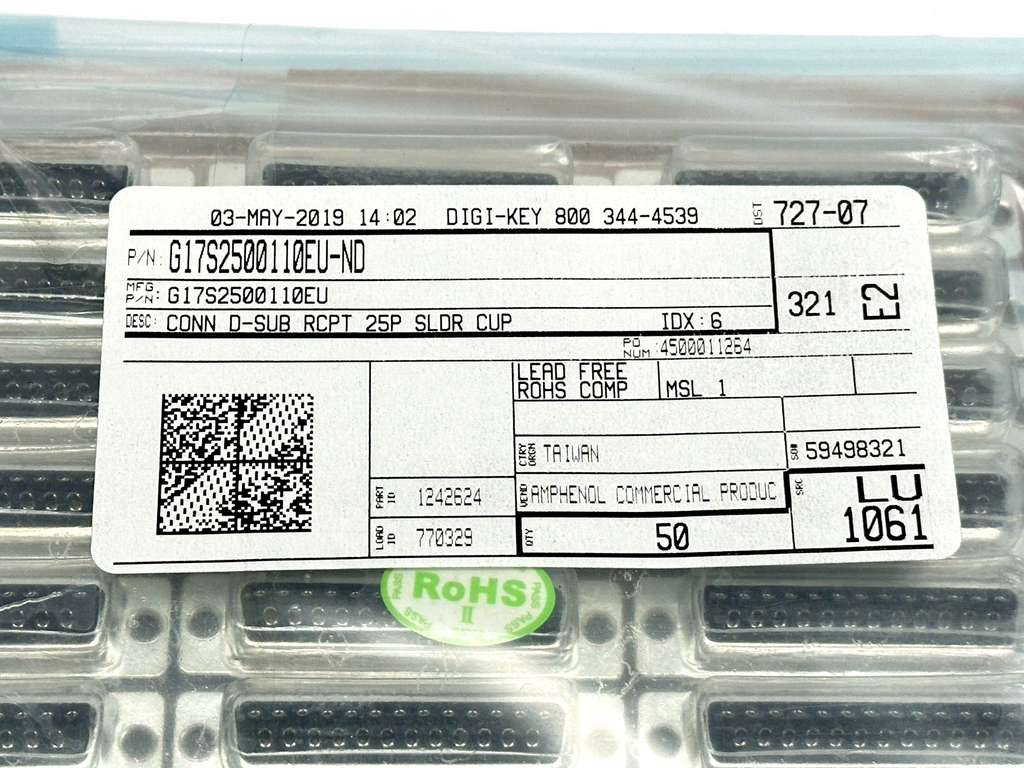 03-MAY-2019 14:02 DIGI-KEY 800 344-4539 DST 727-07
P/N: G17S2500110EU-ND
MFG P/N: G17S2500110EU
321 E2
DESC: CONN D-SUB RCPT 25P SLDR CUP IDX:6
PO NUM :4500011264
LEAD FREE
ROHS COMP MSL 1
CTRY ORGN TAIWAN
SO# 59498321
PART ID 1242624
VEND AMPHENOL COMMERCIAL PRODUC
SRC LU
1061
LOAD ID 770329
QTY 50
RoHS
II
PASS PASS PASS PASS